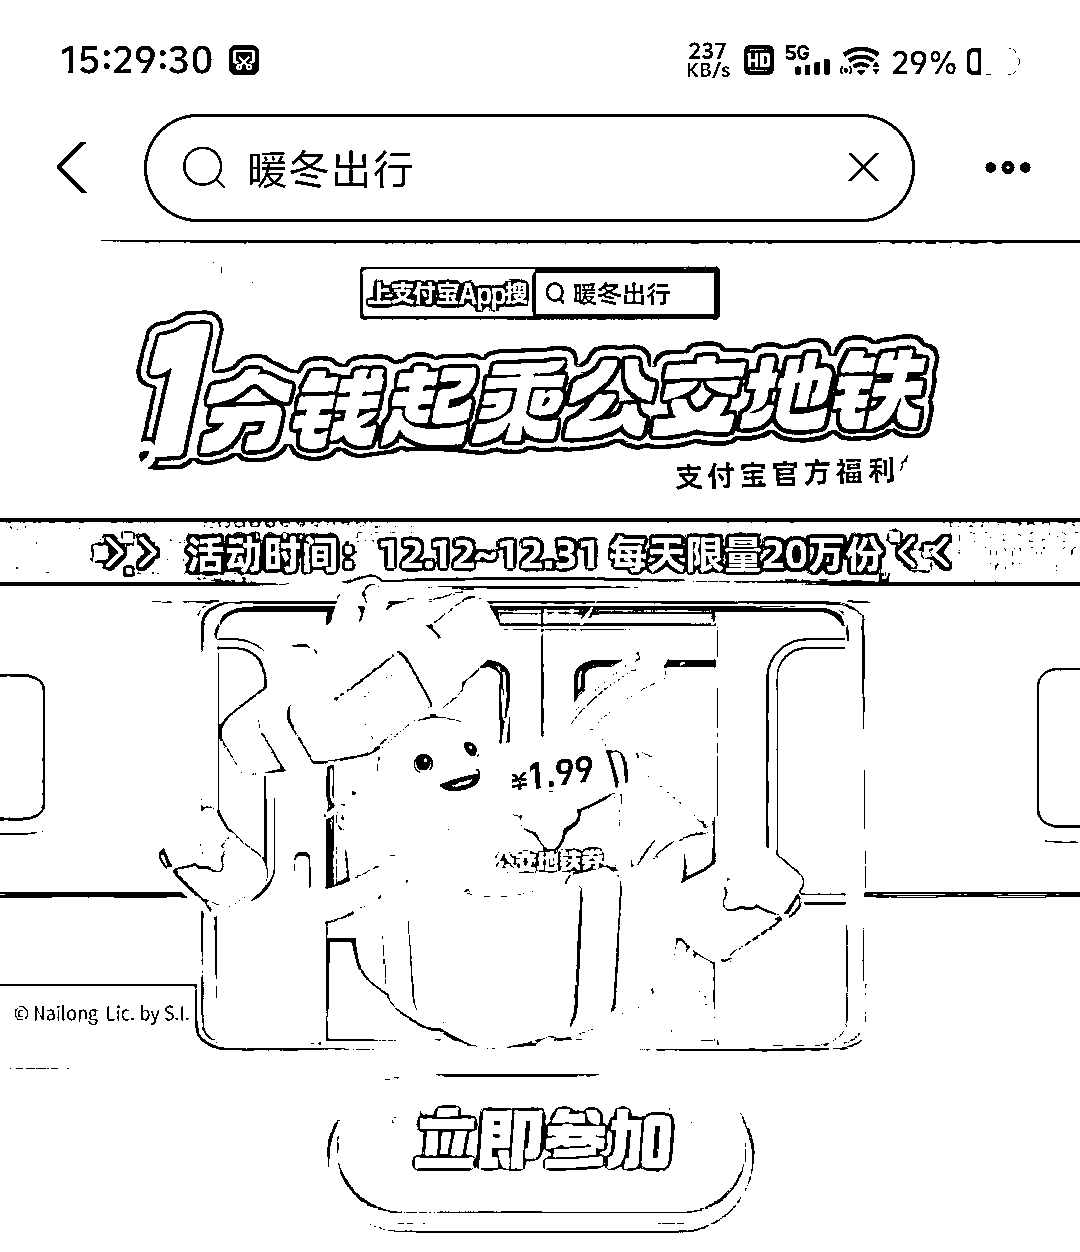 15:29:30 237 KB/s HD 5G 29%
暖冬出行
上支付宝App搜 暖冬出行
1分钱起乘公交地铁
支付宝官方福利
活动时间：12.12~12.31 每天限量20万份
¥1.99
公交地铁券
© Nailong Lic. by S.I.
立即参加